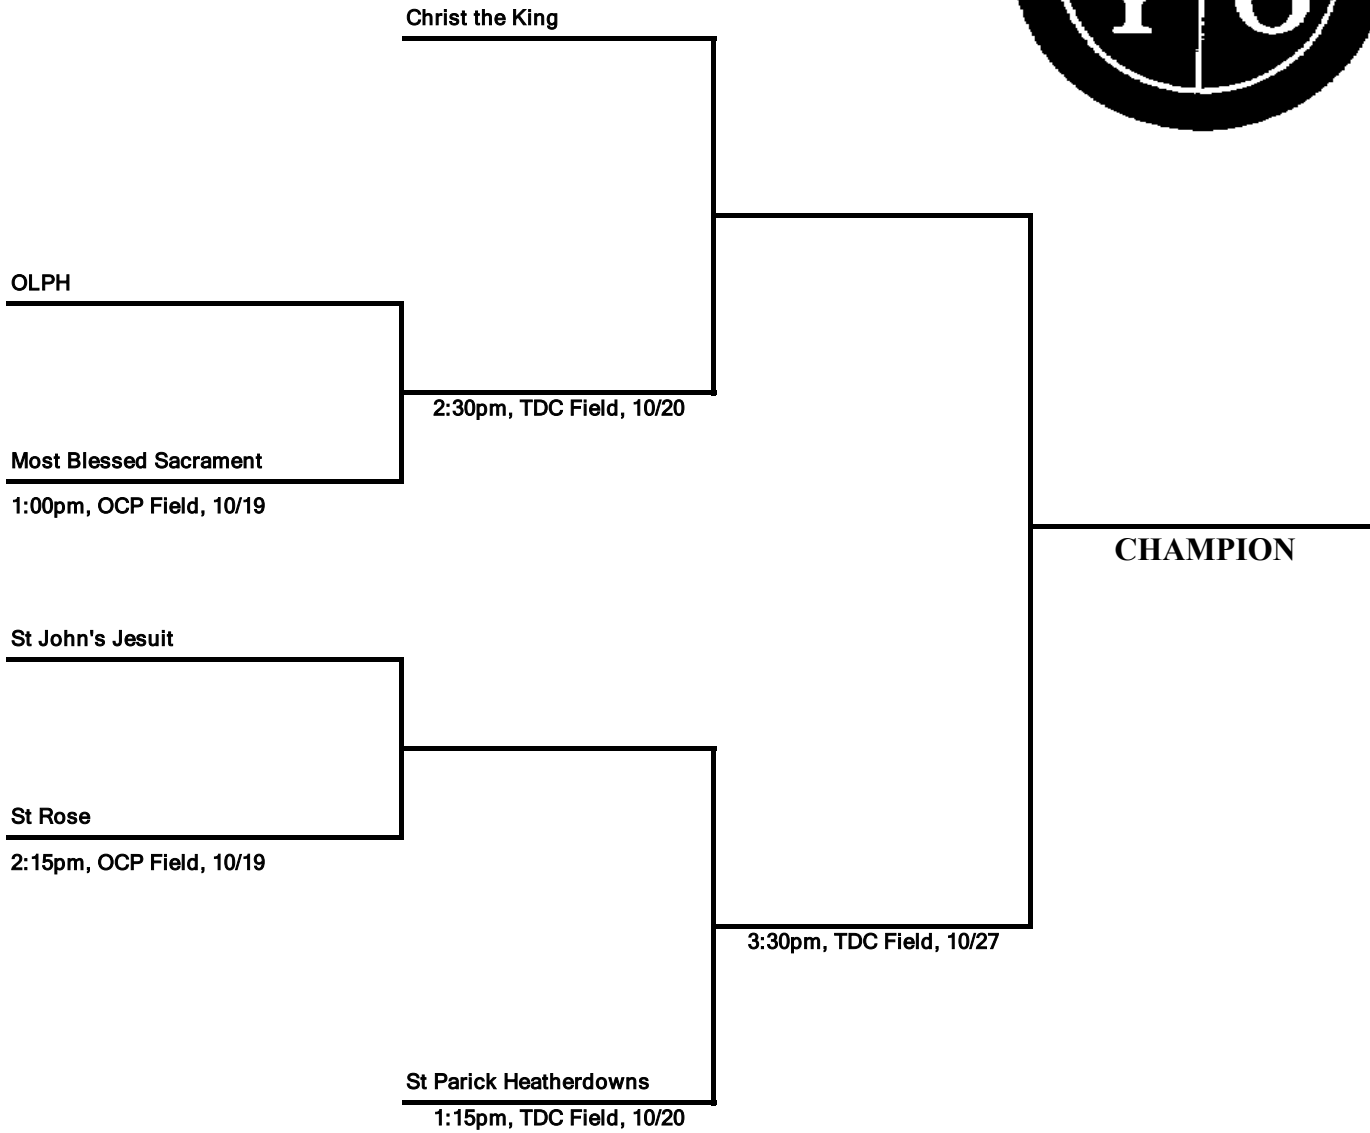 Christ the King
Y O
OLPH
2:30pm, TDC Field, 10/20
Most Blessed Sacrament
1:00pm, OCP Field, 10/19
CHAMPION
St John's Jesuit
St Rose
2:15pm, OCP Field, 10/19
3:30pm, TDC Field, 10/27
St Parick Heatherdowns
1:15pm, TDC Field, 10/20